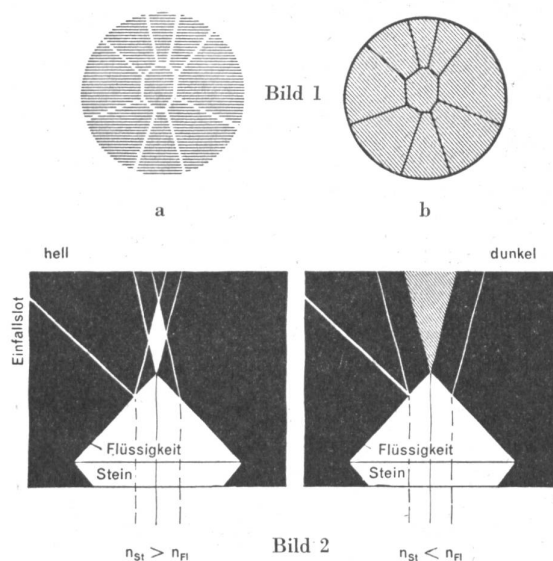 Bild 1
a
b
hell
dunkel
Einfallslot
Flüssigkeit
Stein
Flüssigkeit
Stein
n_St > n_Fl
Bild 2
n_St < n_Fl